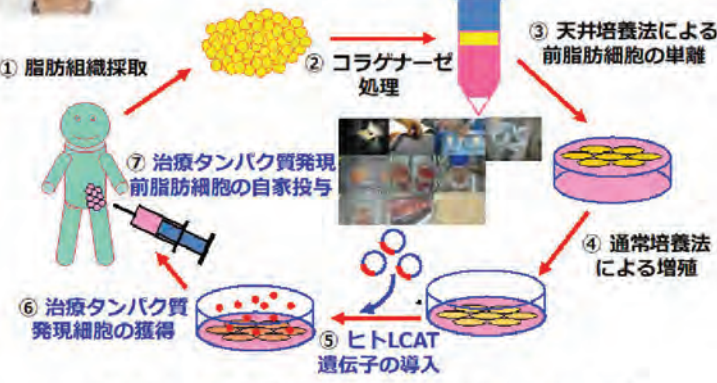 ① 脂肪組織採取
② コラゲナーゼ
処理
③ 天井培養法による
前脂肪細胞の単離
④ 通常培養法
による増殖
⑤ ヒトLCAT
遺伝子の導入
⑥ 治療タンパク質
発現細胞の獲得
⑦ 治療タンパク質発現
前脂肪細胞の自家投与